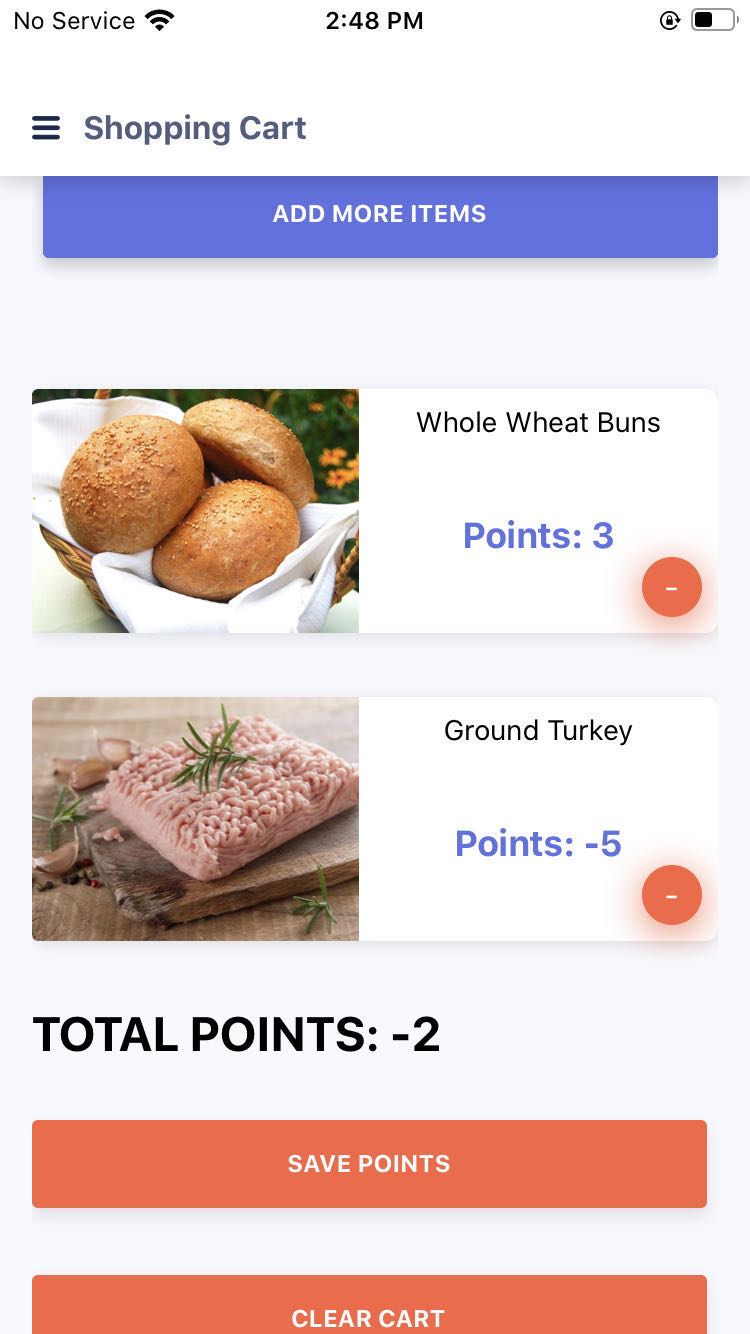 No Service
2:48 PM
Shopping Cart
ADD MORE ITEMS
Whole Wheat Buns
Points: 3
-
Ground Turkey
Points: -5
-
TOTAL POINTS: -2
SAVE POINTS
CLEAR CART